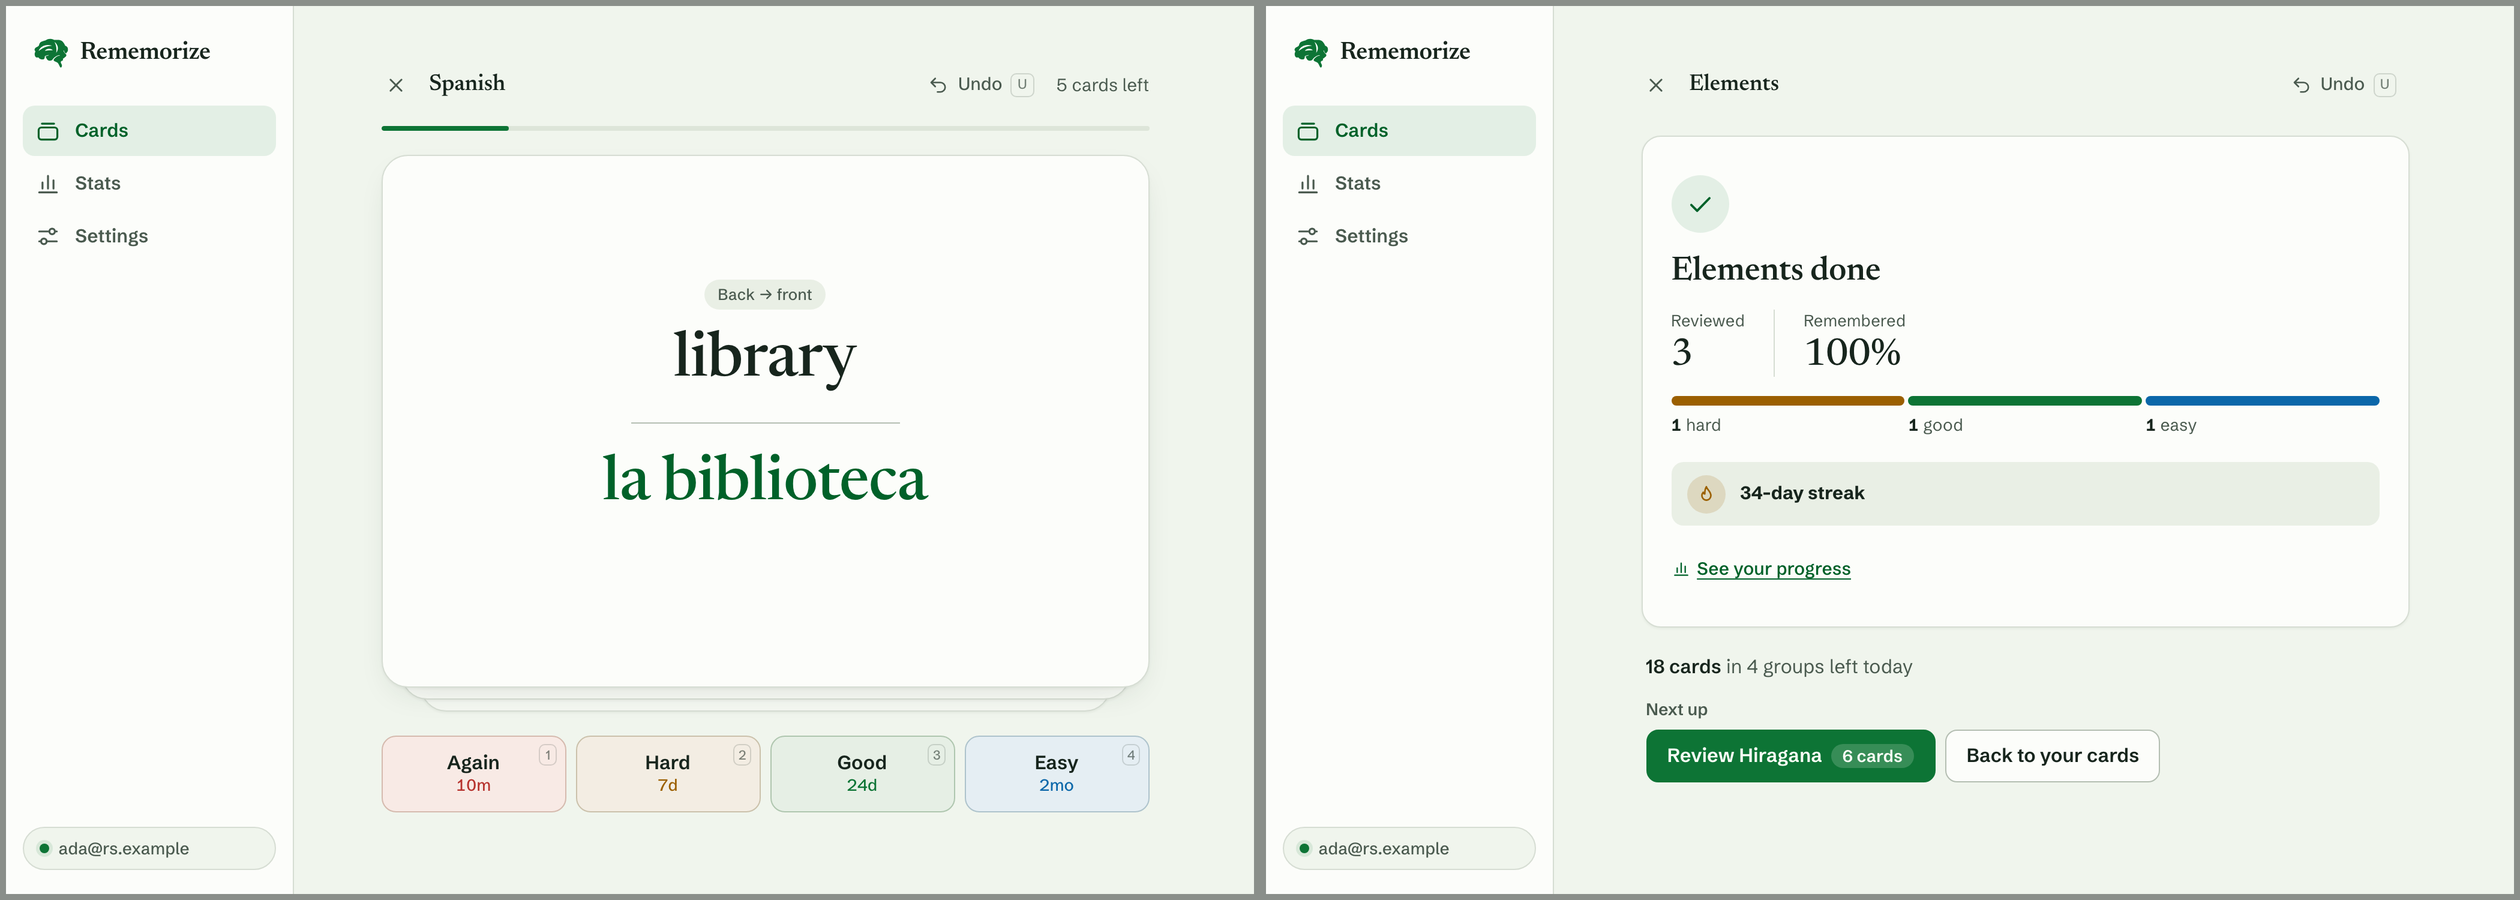 Rememorize
Cards
Stats
Settings
ada@rs.example
Spanish
Undo U
5 cards left
Back → front
library
la biblioteca
Again 1
10m
Hard 2
7d
Good 3
24d
Easy 4
2mo
Rememorize
Cards
Stats
Settings
ada@rs.example
Elements
Undo U
Elements done
Reviewed
3
Remembered
100%
1 hard
1 good
1 easy
34-day streak
See your progress
18 cards in 4 groups left today
Next up
Review Hiragana 6 cards
Back to your cards